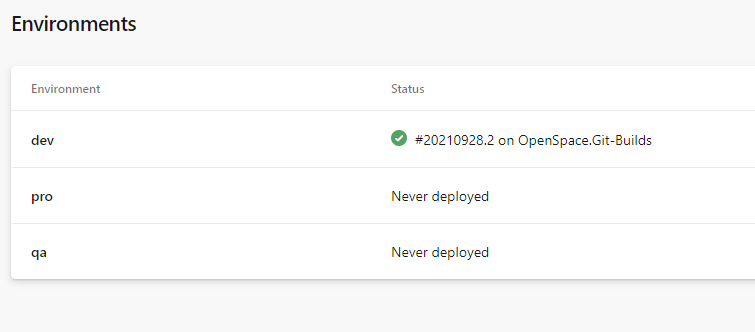 Environments
Environment Status
dev #20210928.2 on OpenSpace.Git-Builds
pro Never deployed
qa Never deployed